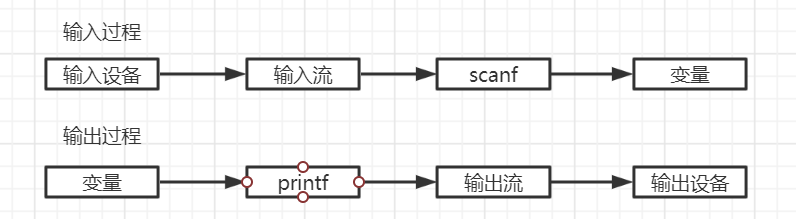 输入过程
输入设备 输入流 scanf 变量
输出过程
变量 printf 输出流 输出设备